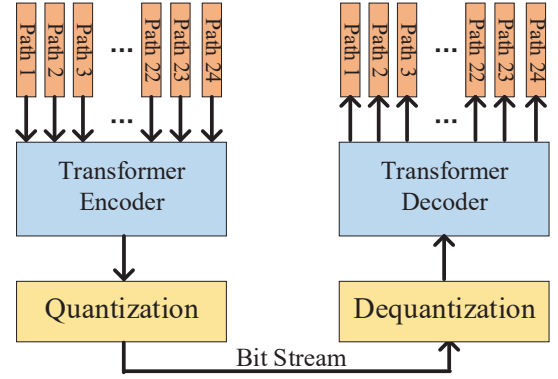 Path 1
Path 2
Path 3
...
Path 22
Path 23
Path 24
...
Transformer
Encoder
Quantization
Bit Stream
Path 1
Path 2
Path 3
...
Path 22
Path 23
Path 24
...
Transformer
Decoder
Dequantization